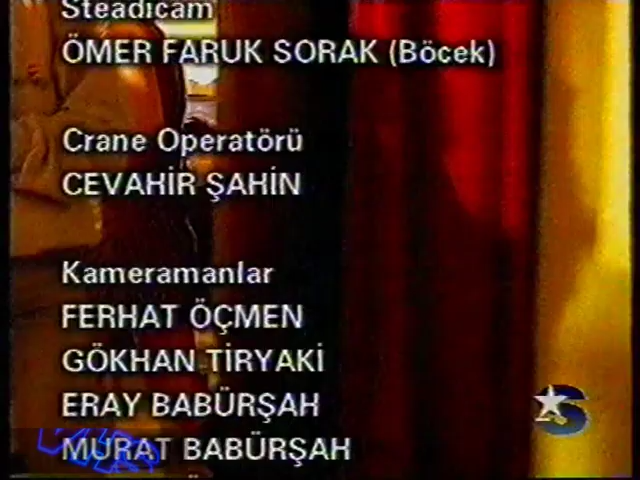 Steadicam
ÖMER FARUK SORAK (Böcek)
Crane Operatörü
CEVAHİR ŞAHİN
Kameramanlar
FERHAT ÖÇMEN
GÖKHAN TİRYAKİ
ERAY BABÜRŞAH
MURAT BABÜRŞAH